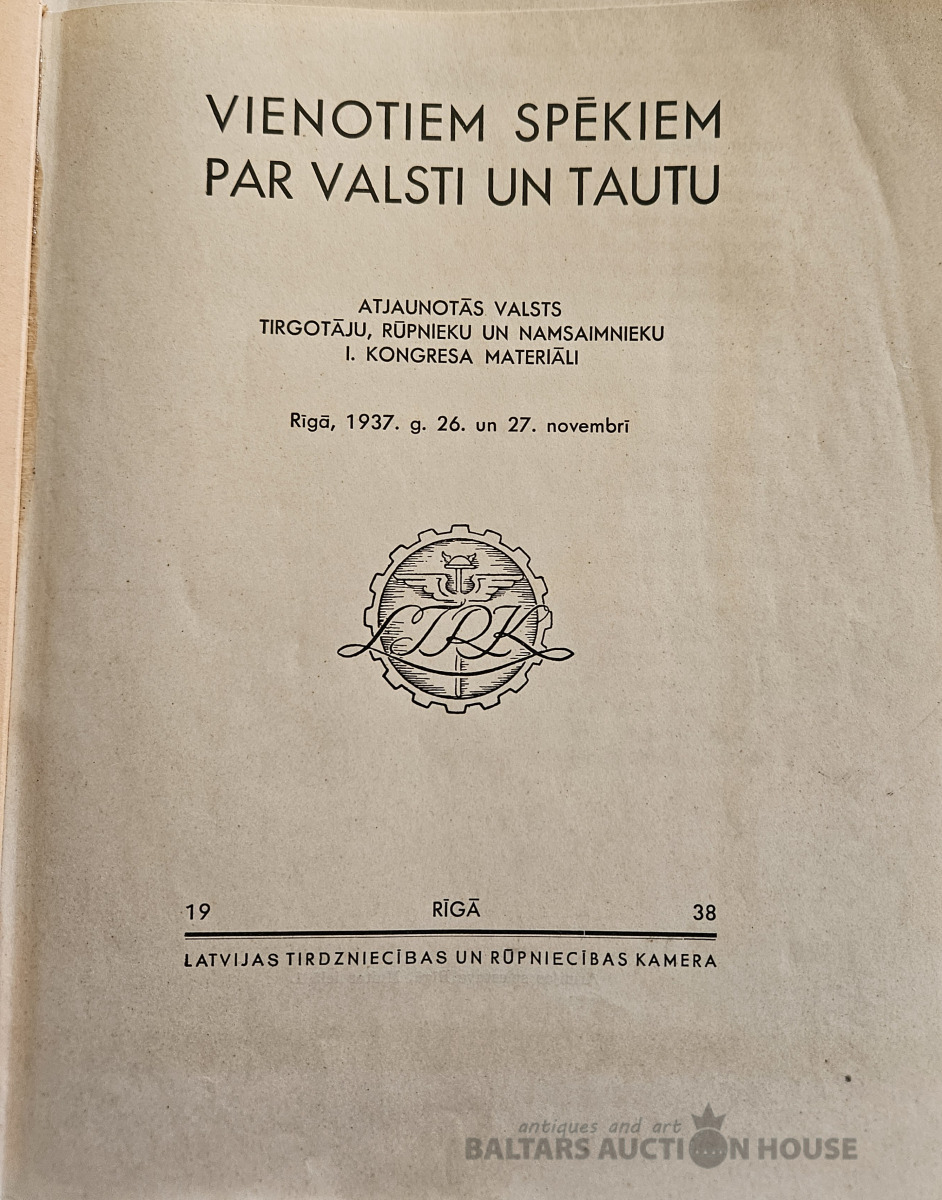 VIENOTIEM SPĒKIEM
PAR VALSTI UN TAUTU
ATJAUNOTĀS VALSTS
TIRGOTĀJU, RŪPNIEKU UN NAMSAIMNIEKU
I. KONGRESA MATERIĀLI
Rīgā, 1937. g. 26. un 27. novembrī
LTRK
19 RĪGĀ 38
LATVIJAS TIRDZNIECĪBAS UN RŪPNIECĪBAS KAMERA
antiques and art
BALTARS AUCTION HOUSE